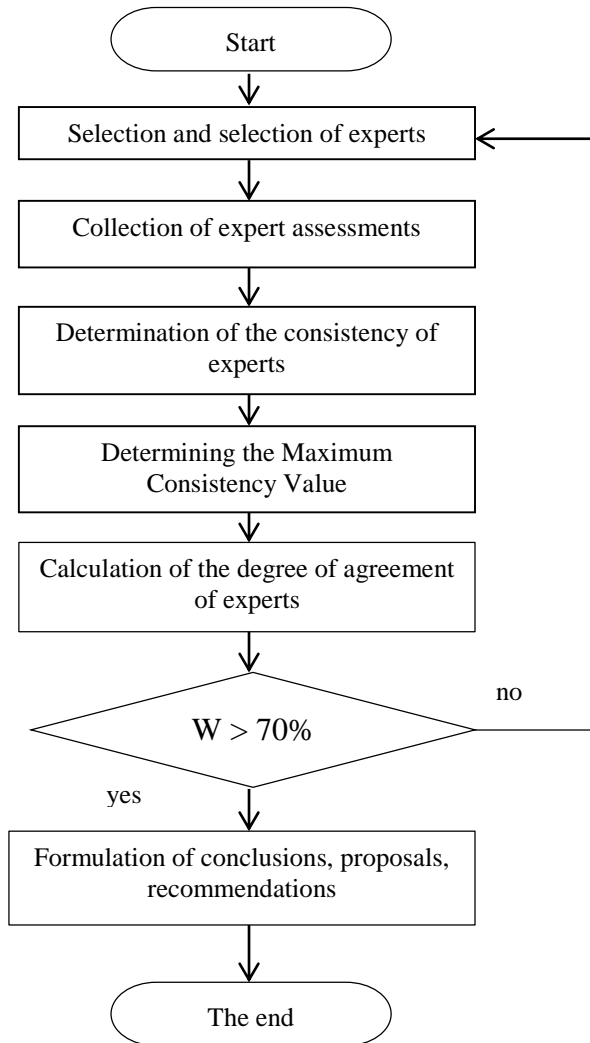 Start
Selection and selection of experts
Collection of expert assessments
Determination of the consistency of
experts
Determining the Maximum
Consistency Value
Calculation of the degree of agreement
of experts
no
W > 70%
yes
Formulation of conclusions, proposals,
recommendations
The end